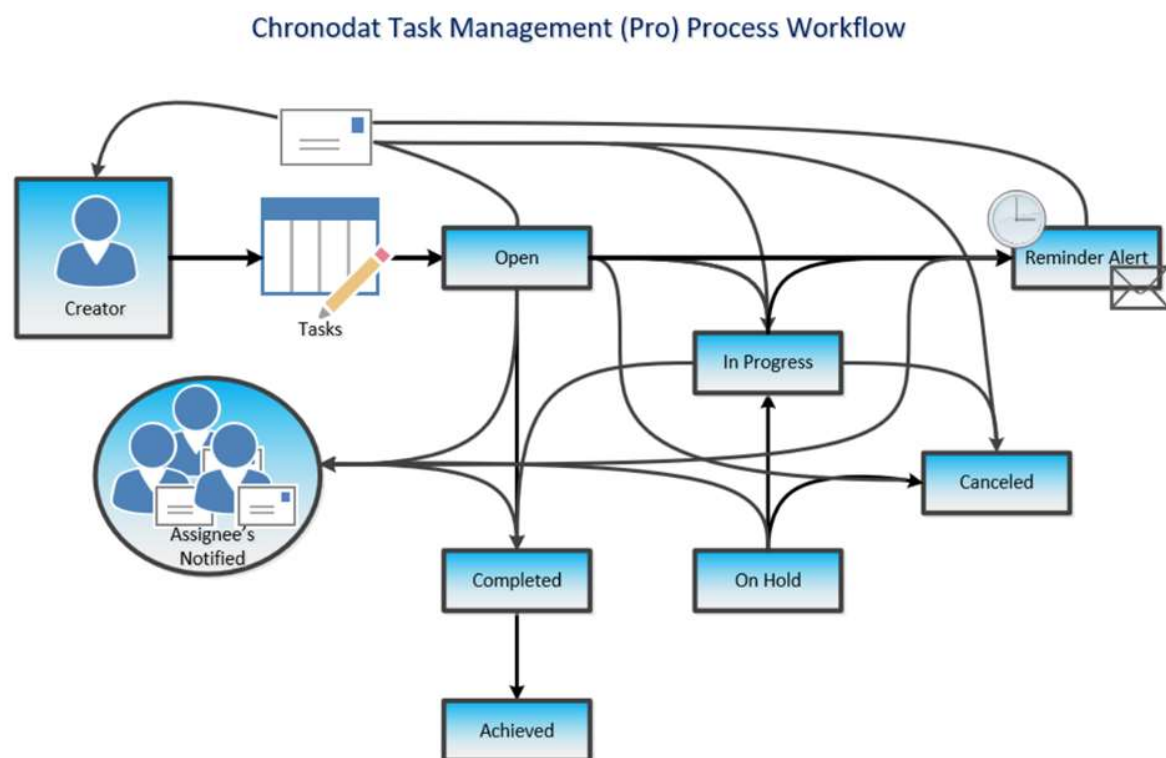 Chronodat Task Management (Pro) Process Workflow
Creator
Tasks
Open
Reminder Alert
In Progress
Canceled
Assignee's
Notified
Completed
On Hold
Achieved